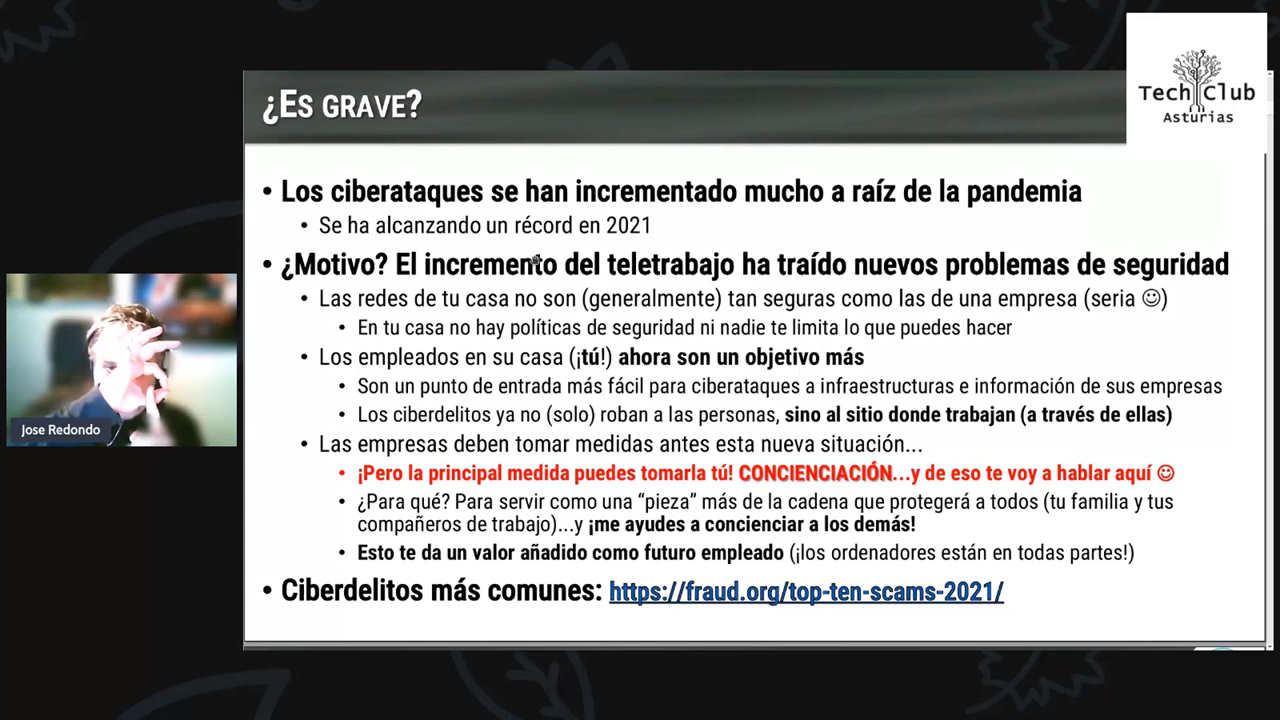 ¿ES GRAVE?
Tech Club
Asturias
• Los ciberataques se han incrementado mucho a raíz de la pandemia
• Se ha alcanzando un récord en 2021
• ¿Motivo? El incremento del teletrabajo ha traído nuevos problemas de seguridad
• Las redes de tu casa no son (generalmente) tan seguras como las de una empresa (seria ☺)
• En tu casa no hay políticas de seguridad ni nadie te limita lo que puedes hacer
• Los empleados en su casa (¡tú!) ahora son un objetivo más
• Son un punto de entrada más fácil para ciberataques a infraestructuras e información de sus empresas
• Los ciberdelitos ya no (solo) roban a las personas, sino al sitio donde trabajan (a través de ellas)
• Las empresas deben tomar medidas antes esta nueva situación...
• ¡Pero la principal medida puedes tomarla tú! CONCIENCIACIÓN...y de eso te voy a hablar aquí ☺
• ¿Para qué? Para servir como una “pieza” más de la cadena que protegerá a todos (tu familia y tus
compañeros de trabajo)...y ¡me ayudes a concienciar a los demás!
• Esto te da un valor añadido como futuro empleado (¡los ordenadores están en todas partes!)
• Ciberdelitos más comunes: https://fraud.org/top-ten-scams-2021/
Jose Redondo